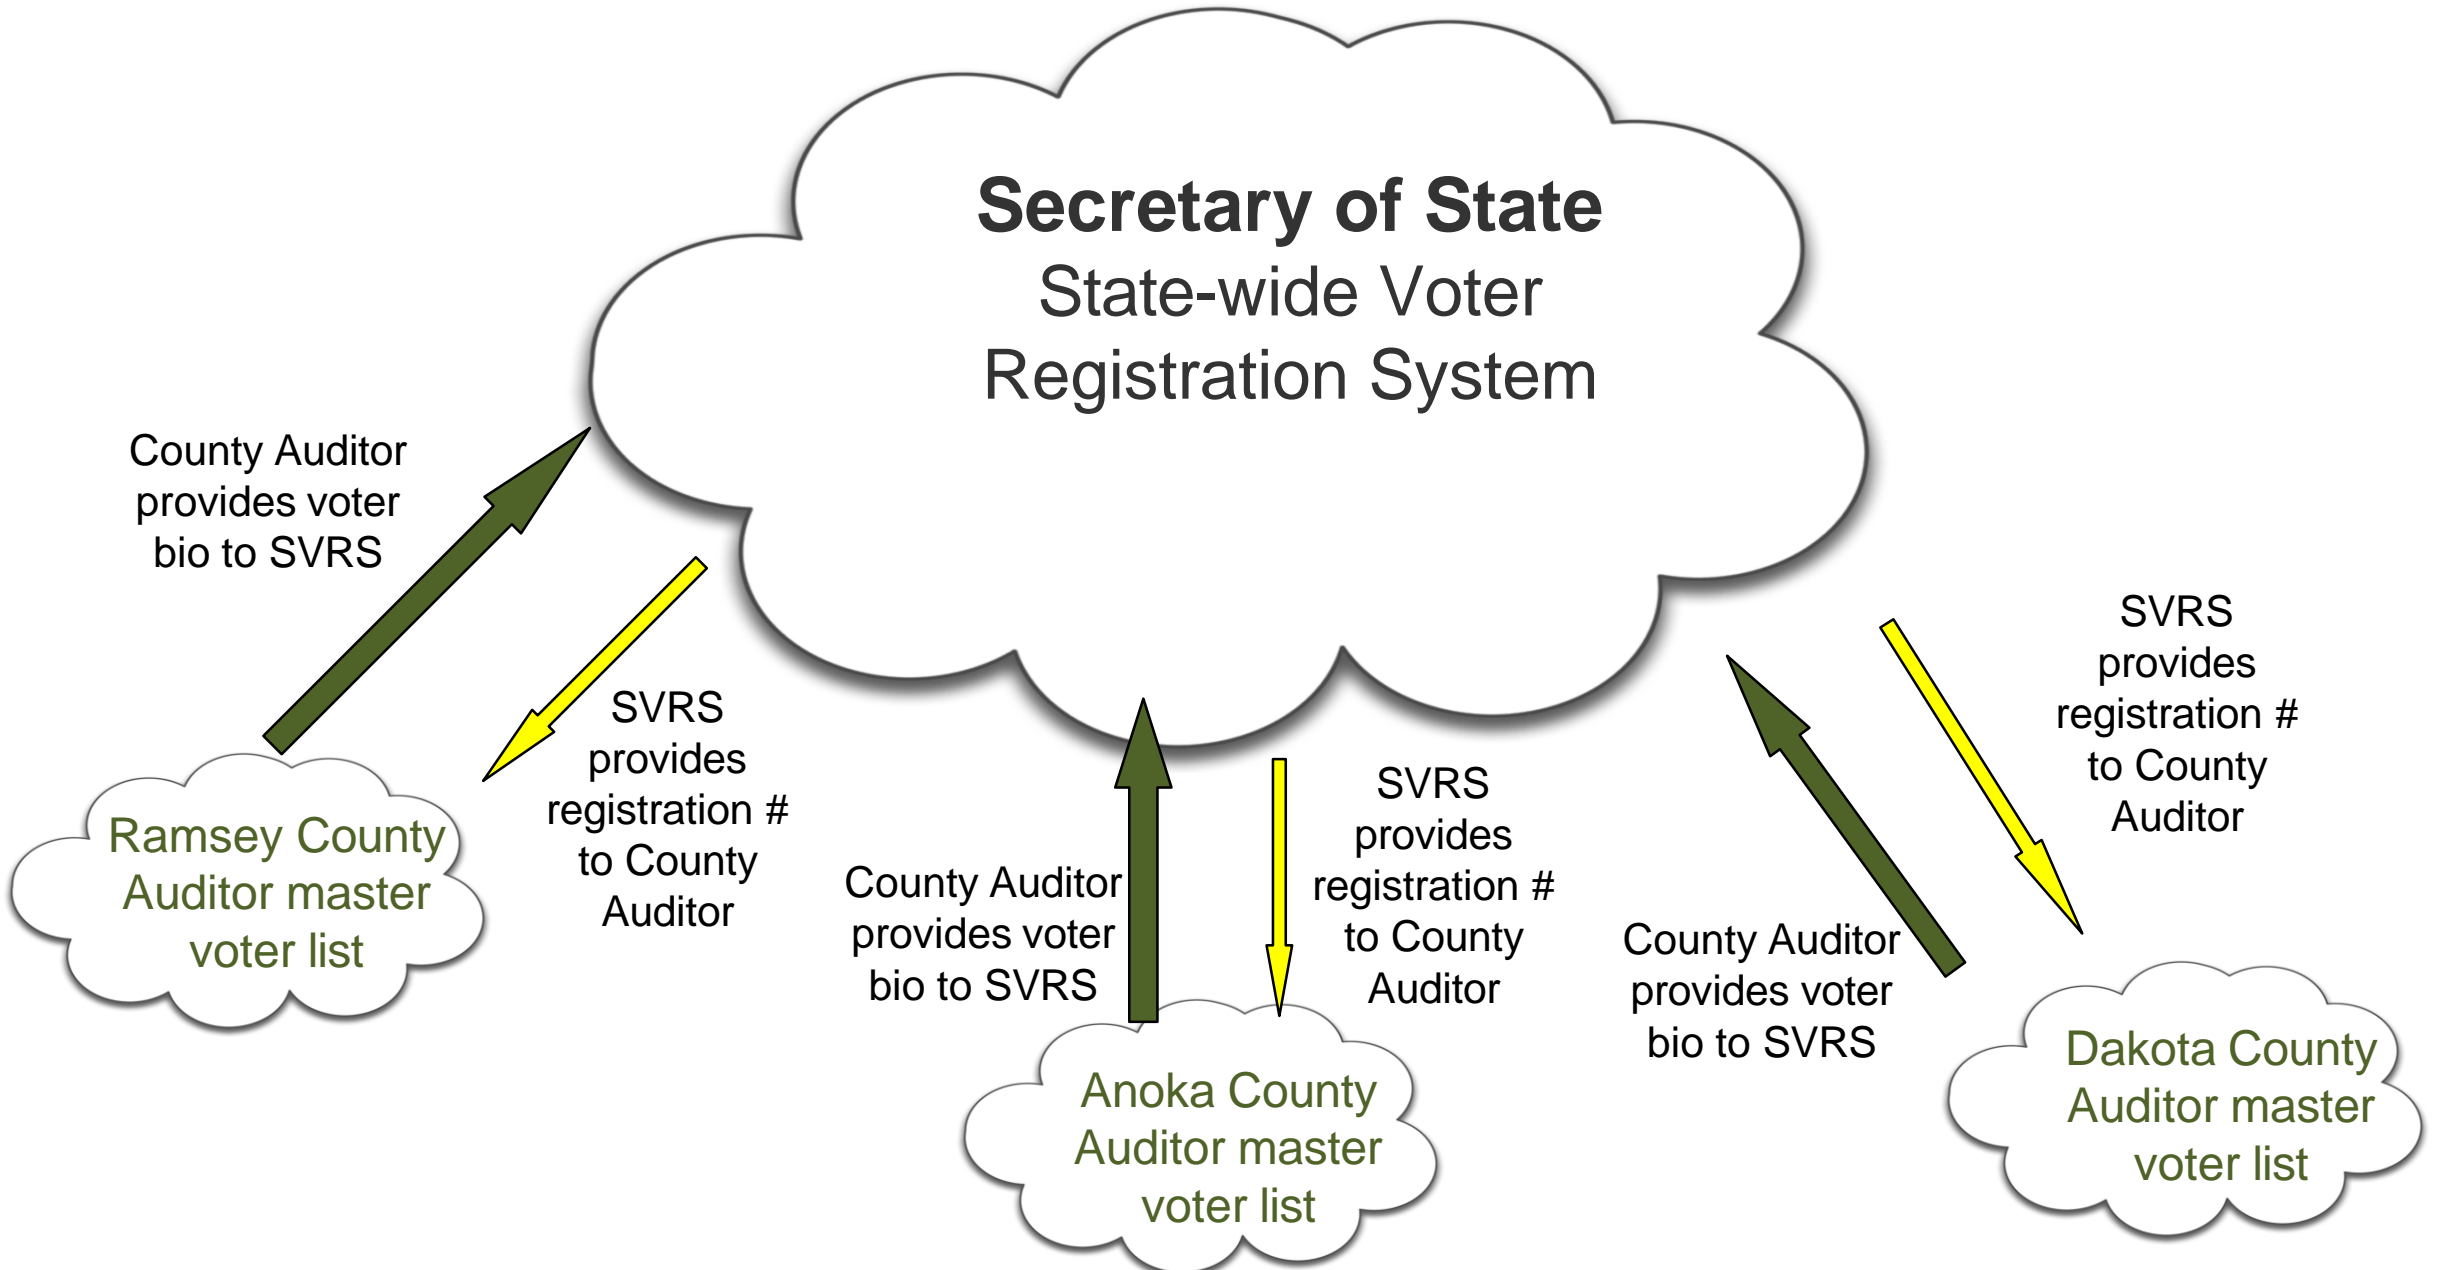 Secretary of State
State-wide Voter
Registration System
County Auditor
provides voter
bio to SVRS
SVRS
provides
registration #
to County
Auditor
Ramsey County
Auditor master
voter list
County Auditor
provides voter
bio to SVRS
SVRS
provides
registration #
to County
Auditor
Anoka County
Auditor master
voter list
County Auditor
provides voter
bio to SVRS
SVRS
provides
registration #
to County
Auditor
Dakota County
Auditor master
voter list